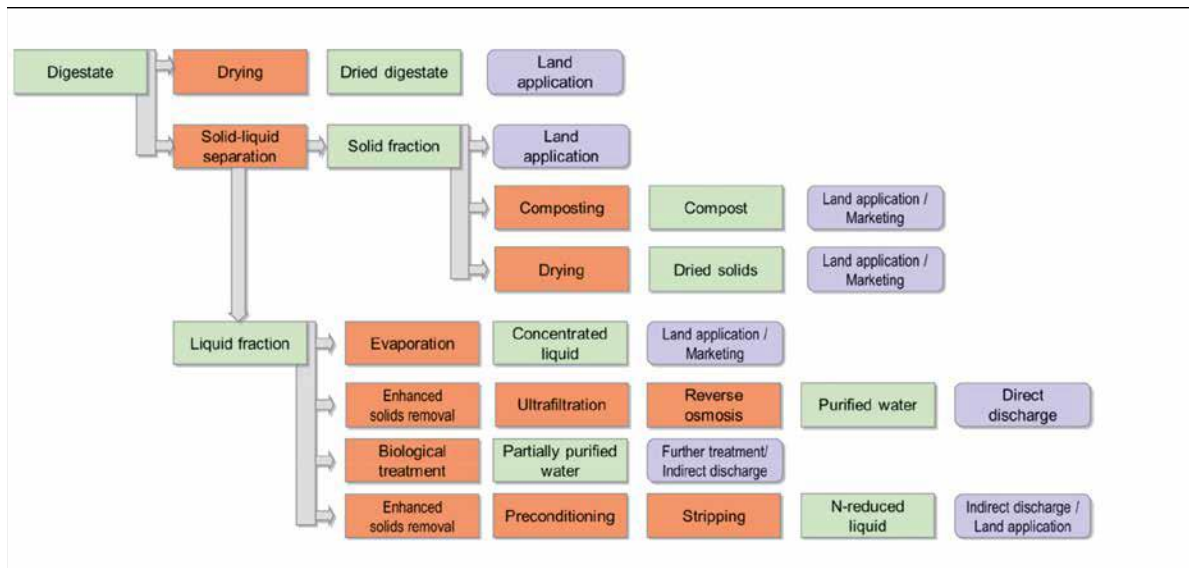 Digestate
Drying
Dried digestate
Land
application
Solid-liquid
separation
Solid fraction
Land
application
Composting
Compost
Land application /
Marketing
Drying
Dried solids
Land application /
Marketing
Liquid fraction
Evaporation
Concentrated
liquid
Land application /
Marketing
Enhanced
solids removal
Ultrafiltration
Reverse
osmosis
Purified water
Direct
discharge
Biological
treatment
Partially purified
water
Further treatment/
Indirect discharge
Enhanced
solids removal
Preconditioning
Stripping
N-reduced
liquid
Indirect discharge /
Land application